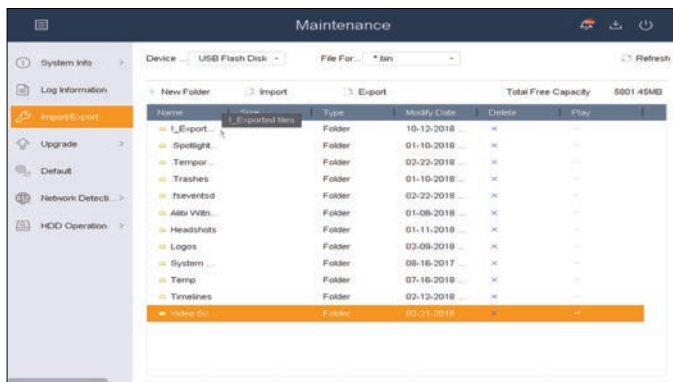 Maintenance
Device ... USB Flash Disk File For... *.bin Refresh
New Folder Import Export Total Free Capacity 5001.45MB
System Info
Log Information
Import/Export
Upgrade
Default
Network Detecti...
HDD Operation
Name Size Type Modify Date Delete Play
!_Exported files
!_Export... Folder 10-12-2018 ...
.Spotlight... Folder 01-10-2018 ...
.Tempor... Folder 02-22-2018 ...
.Trashes Folder 01-10-2018 ...
.fseventsd Folder 02-22-2018 ...
Alibi Witn... Folder 01-08-2018 ...
Headshots Folder 01-11-2018 ...
Logos Folder 02-09-2018 ...
System ... Folder 08-16-2017 ...
Temp Folder 07-16-2018 ...
Timelines Folder 02-12-2018 ...
Video Sc... Folder 02-21-2018 ...